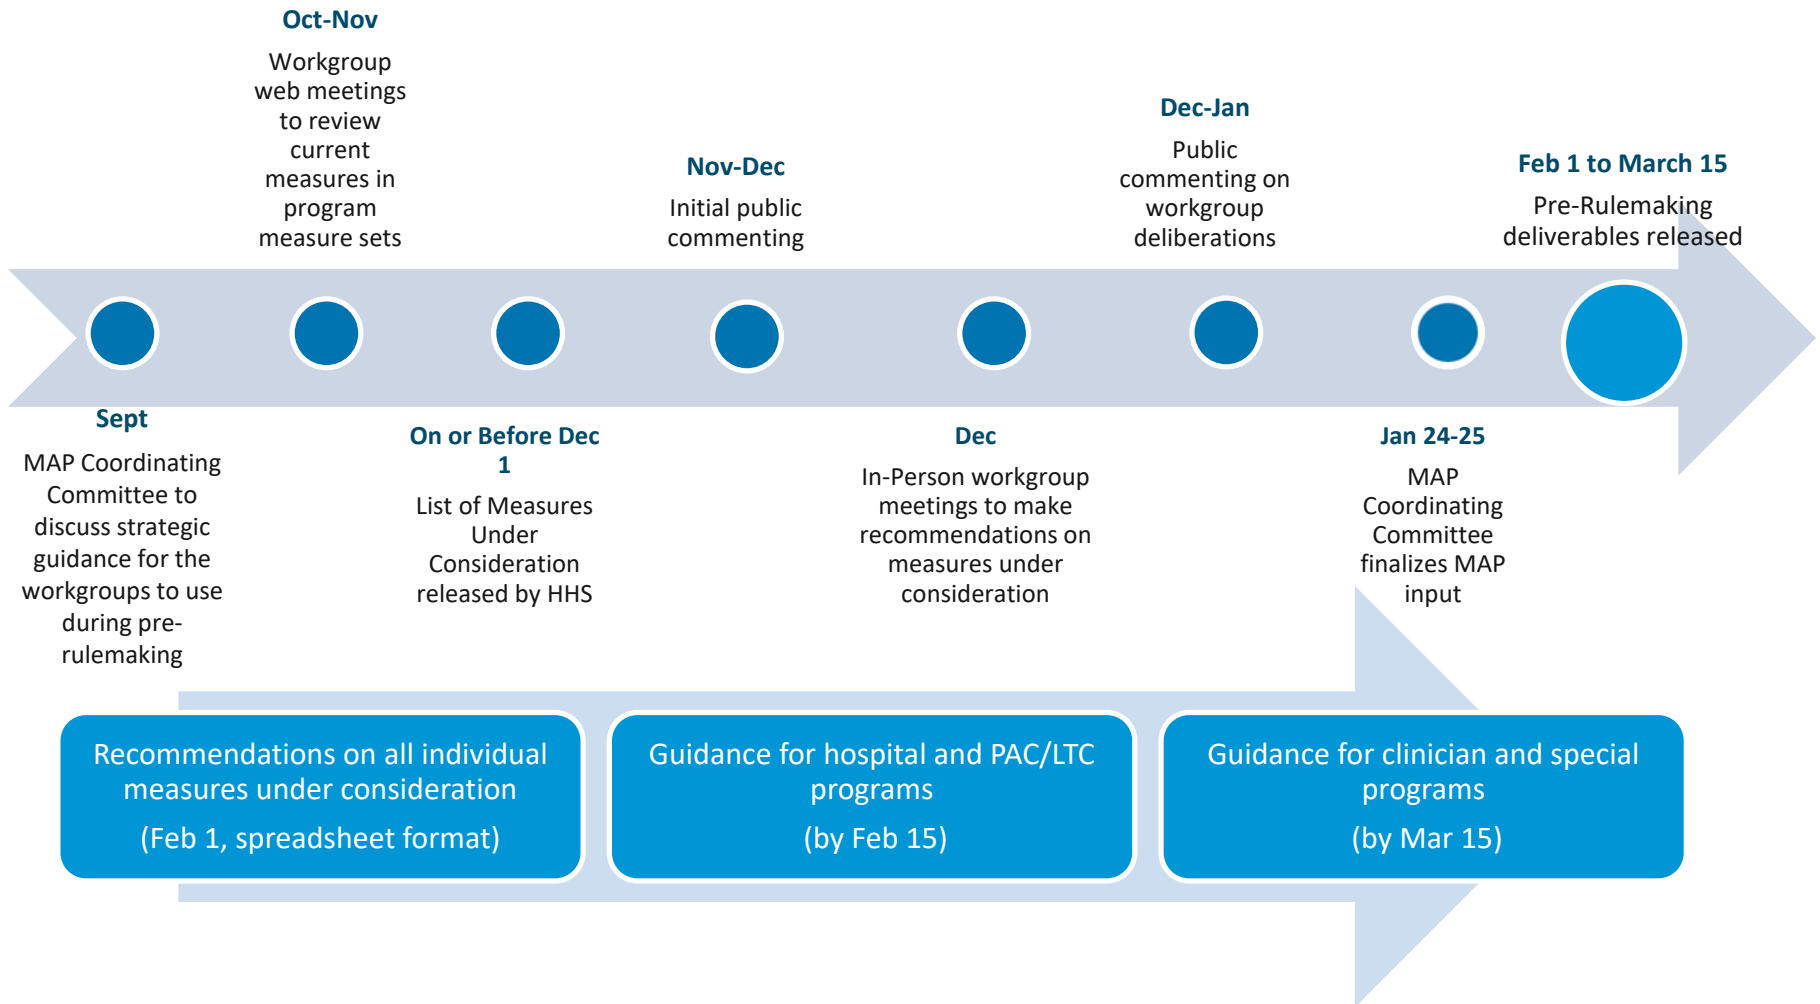 Oct-Nov
Workgroup
web meetings
to review
current
measures in
program
measure sets
Nov-Dec
Initial public
commenting
Dec-Jan
Public
commenting on
workgroup
deliberations
Feb 1 to March 15
Pre-Rulemaking
deliverables released
Sept
MAP Coordinating
Committee to
discuss strategic
guidance for the
workgroups to use
during pre-
rulemaking
On or Before Dec
1
List of Measures
Under
Consideration
released by HHS
Dec
In-Person workgroup
meetings to make
recommendations on
measures under
consideration
Jan 24-25
MAP
Coordinating
Committee
finalizes MAP
input
Recommendations on all individual
measures under consideration
(Feb 1, spreadsheet format)
Guidance for hospital and PAC/LTC
programs
(by Feb 15)
Guidance for clinician and special
programs
(by Mar 15)